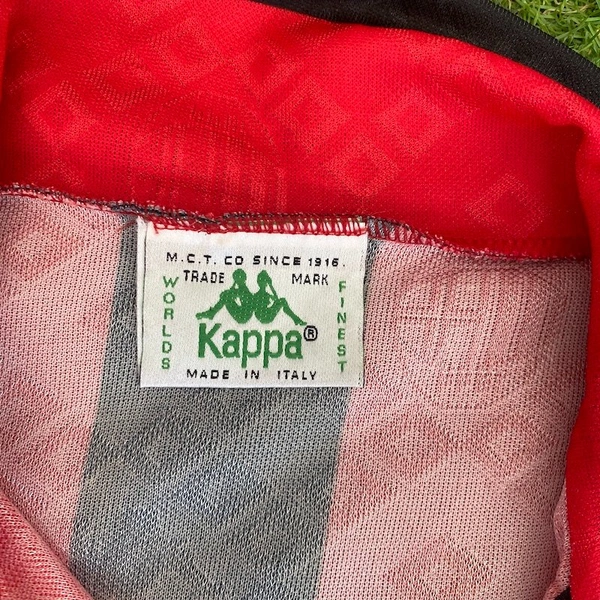 M.C.T. CO SINCE 1916.
TRADE MARK
WORLDS
FINEST
Kappa®
MADE IN ITALY